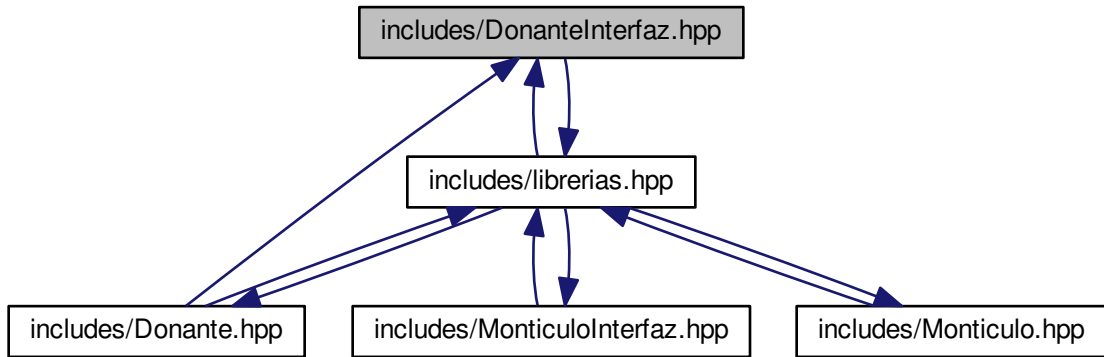 includes/DonanteInterfaz.hpp
includes/librerias.hpp
includes/Donante.hpp
includes/MonticuloInterfaz.hpp
includes/Monticulo.hpp